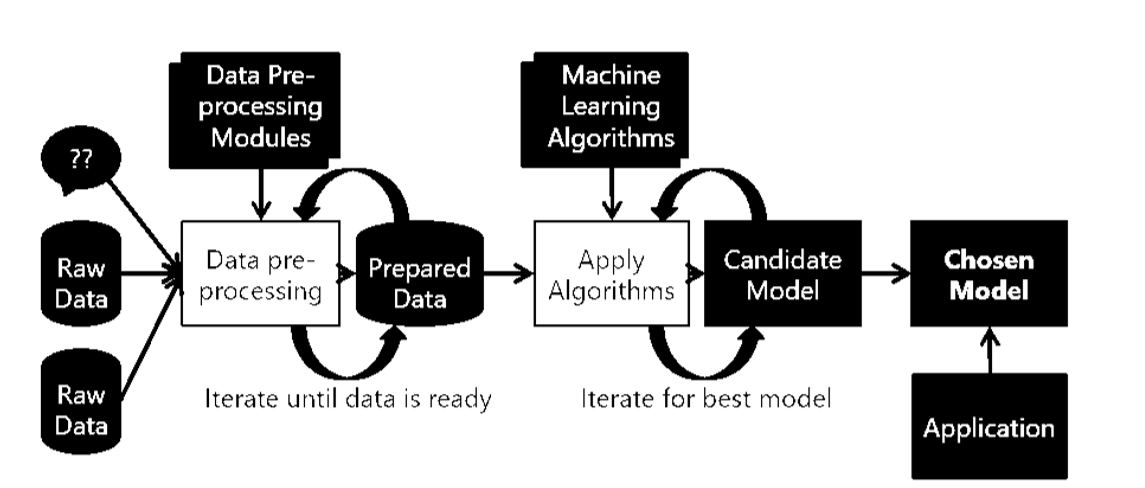 Data Pre-
processing
Modules
Machine
Learning
Algorithms
??
Raw
Data
Raw
Data
Data pre-
processing
Prepared
Data
Apply
Algorithms
Candidate
Model
Chosen
Model
Iterate until data is ready
Iterate for best model
Application